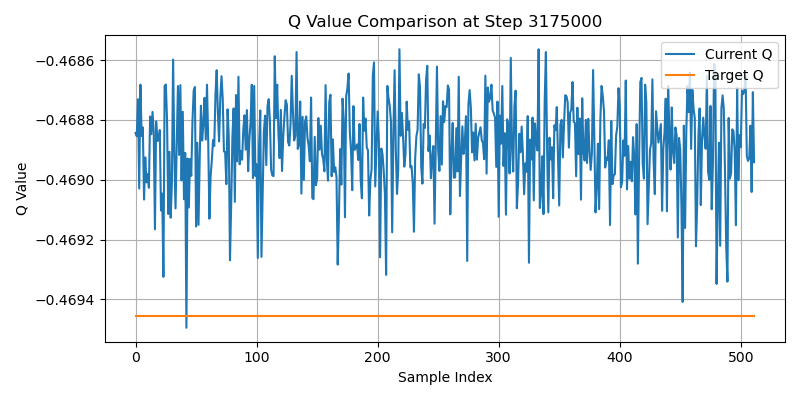 Q Value Comparison at Step 3175000
Q Value
−0.4686
−0.4688
−0.4690
−0.4692
−0.4694
Current Q
Target Q
0
100
200
300
400
500
Sample Index